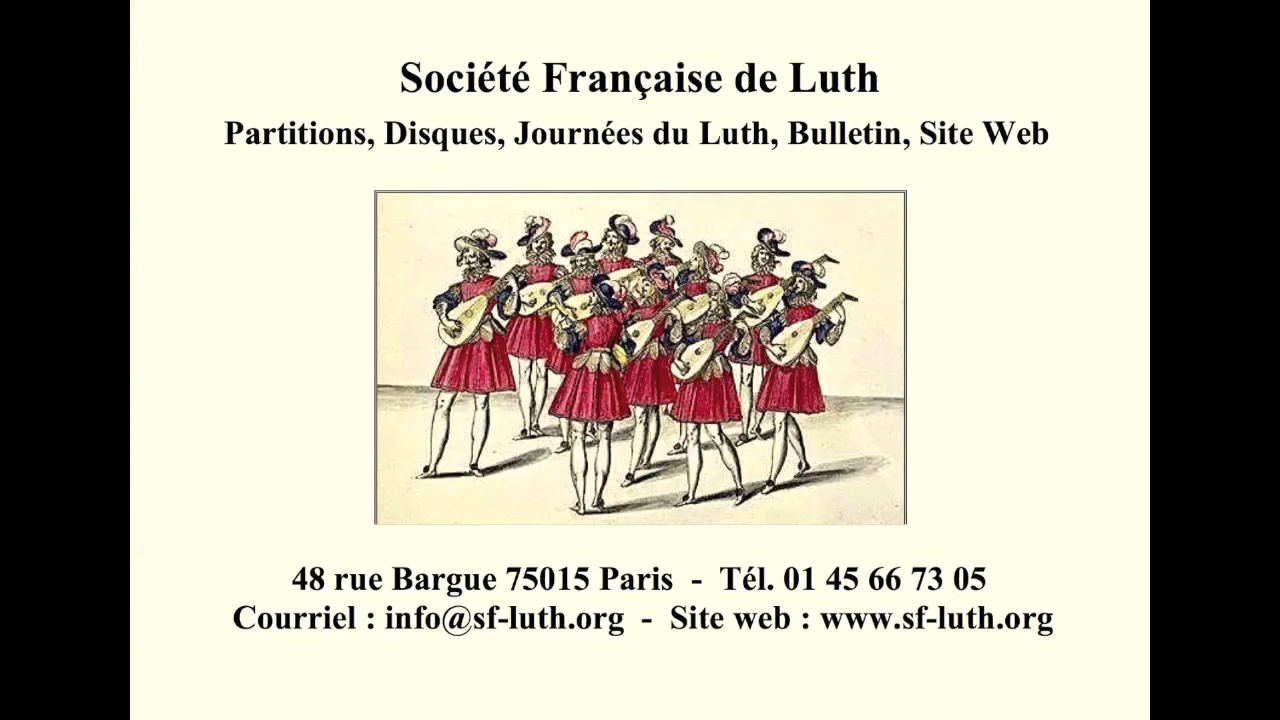 Société Française de Luth
Partitions, Disques, Journées du Luth, Bulletin, Site Web
48 rue Bargue 75015 Paris - Tél. 01 45 66 73 05
Courriel : info@sf-luth.org - Site web : www.sf-luth.org